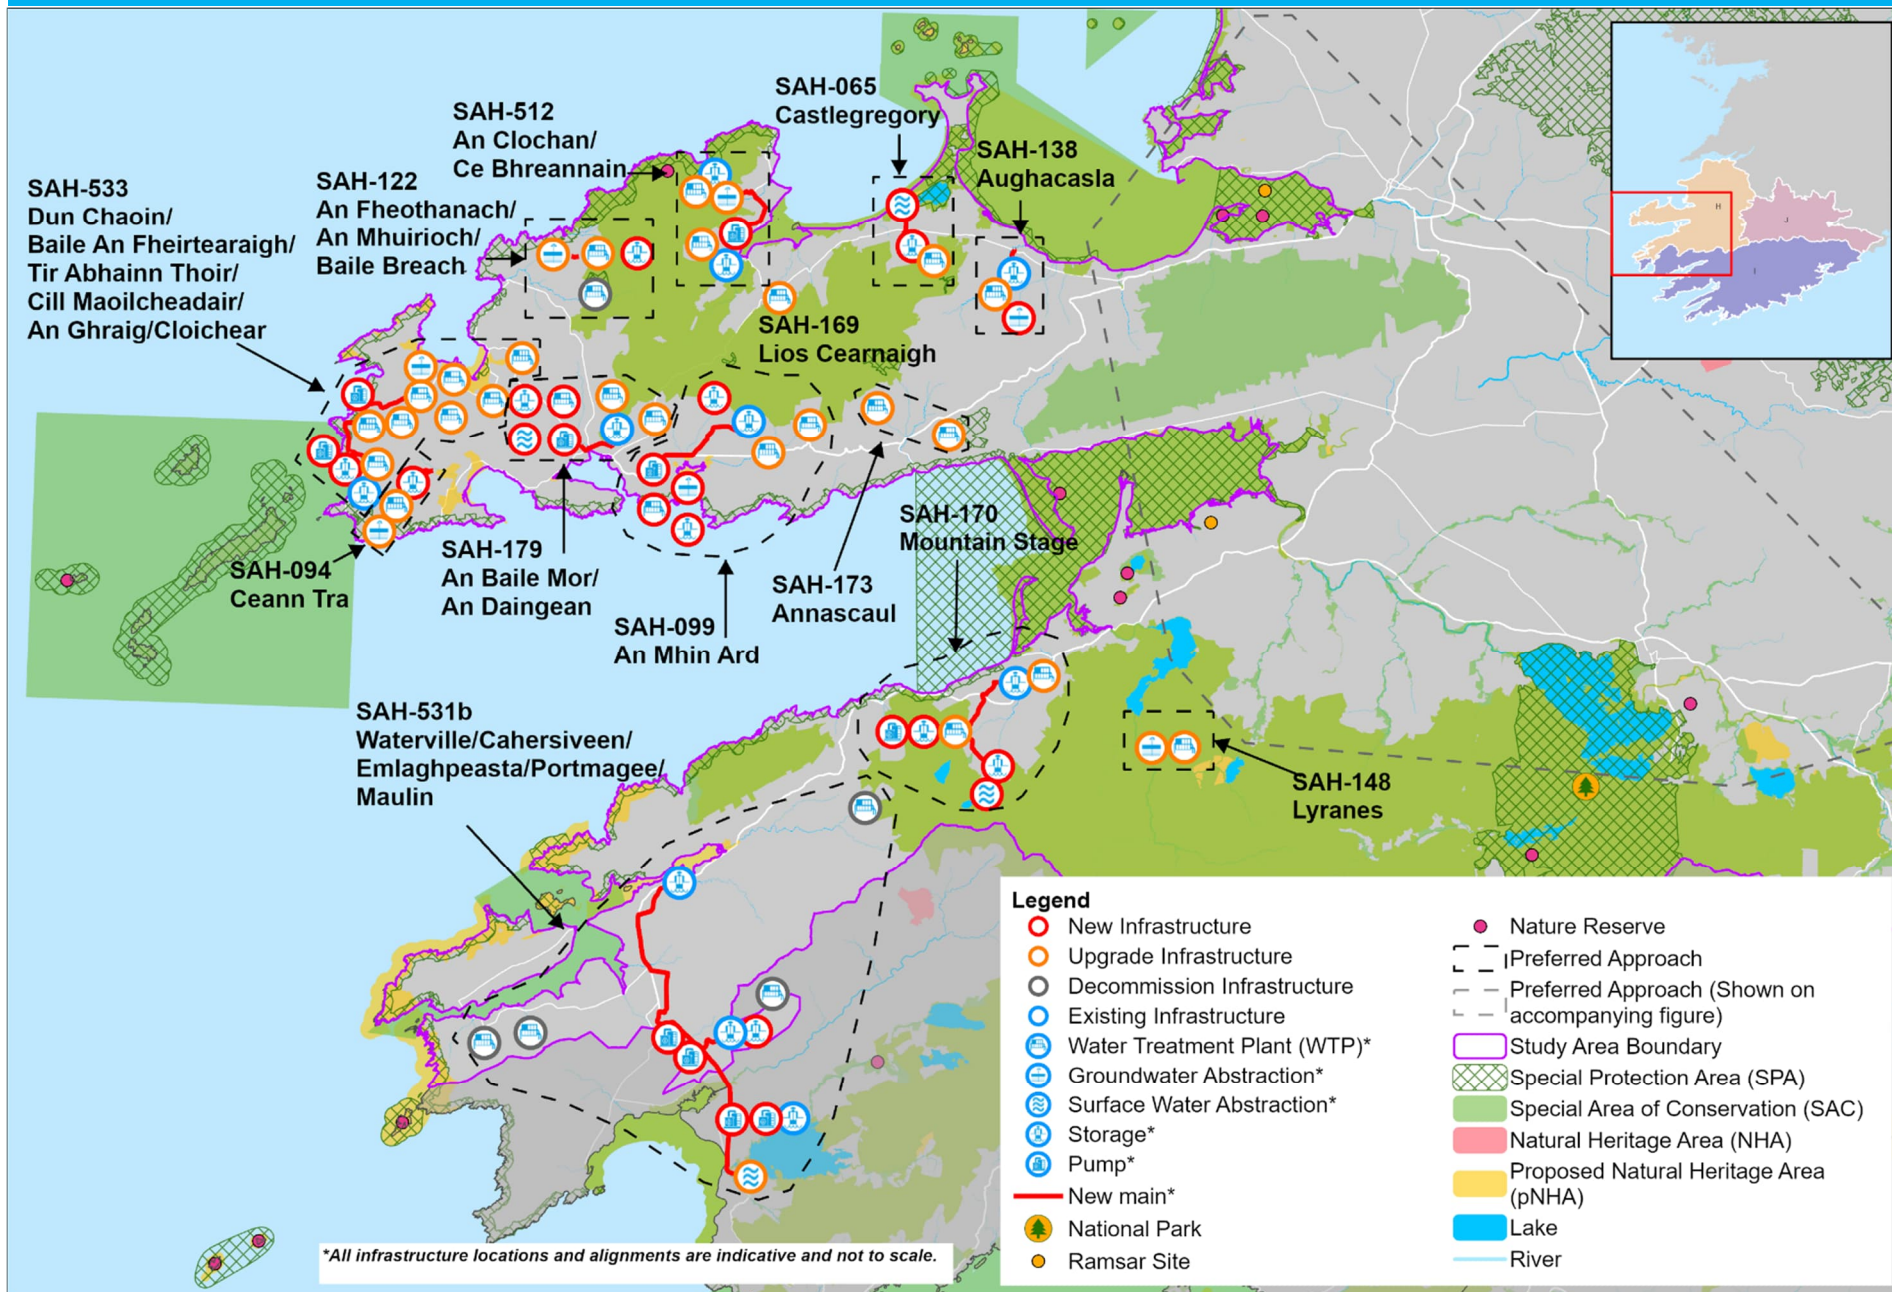 SAH-533
Dun Chaoin/
Baile An Fheirtearaigh/
Tir Abhainn Thoir/
Cill Maoilcheadair/
An Ghraig/Cloichear
SAH-122
An Fheothanach/
An Mhuirioch/
Baile Breach
SAH-512
An Clochan/
Ce Bhreannain
SAH-065
Castlegregory
SAH-138
Aughacasla
SAH-169
Lios Cearnaigh
SAH-094
Ceann Tra
SAH-179
An Baile Mor/
An Daingean
SAH-099
An Mhin Ard
SAH-173
Annascaul
SAH-170
Mountain Stage
SAH-148
Lyranes
SAH-531b
Waterville/Cahersiveen/
Emlaghpeasta/Portmagee/
Maulin
H
J
I
Legend
New Infrastructure
Upgrade Infrastructure
Decommission Infrastructure
Existing Infrastructure
Water Treatment Plant (WTP)*
Groundwater Abstraction*
Surface Water Abstraction*
Storage*
Pump*
New main*
National Park
Ramsar Site
Nature Reserve
Preferred Approach
Preferred Approach (Shown on
accompanying figure)
Study Area Boundary
Special Protection Area (SPA)
Special Area of Conservation (SAC)
Natural Heritage Area (NHA)
Proposed Natural Heritage Area
(pNHA)
Lake
River
*All infrastructure locations and alignments are indicative and not to scale.